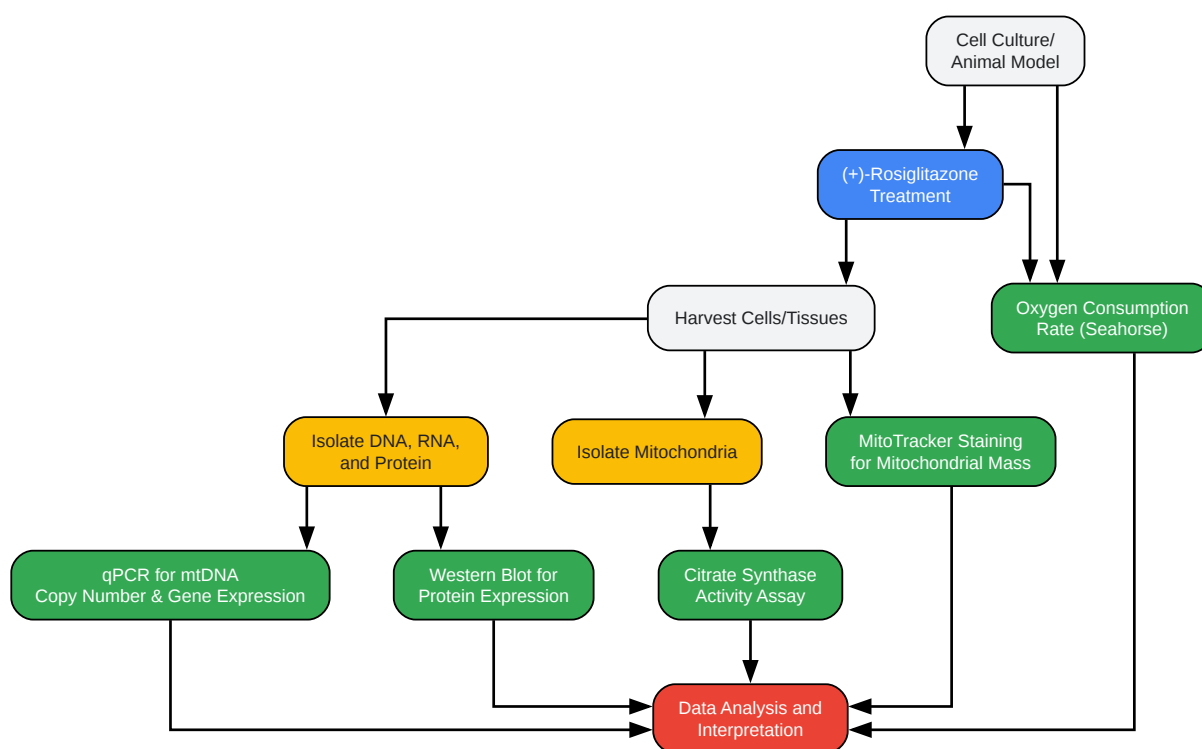 Cell Culture/
Animal Model
(+)-Rosiglitazone
Treatment
Harvest Cells/Tissues
Oxygen Consumption
Rate (Seahorse)
Isolate DNA, RNA,
and Protein
Isolate Mitochondria
MitoTracker Staining
for Mitochondrial Mass
qPCR for mtDNA
Copy Number & Gene Expression
Western Blot for
Protein Expression
Citrate Synthase
Activity Assay
Data Analysis and
Interpretation